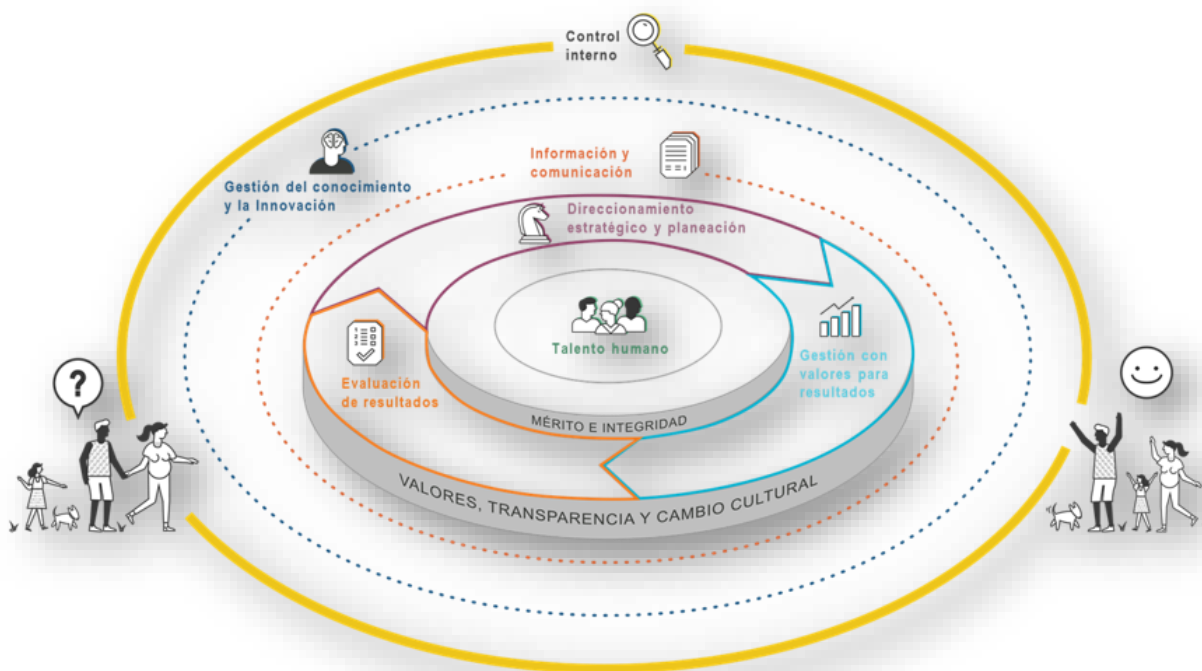 Control
interno
Información y
comunicación
Gestión del conocimiento
y la Innovación
Direccionamiento
estratégico y planeación
Talento humano
Gestión con
valores para
resultados
Evaluación
de resultados
?
MÉRITO E INTEGRIDAD
VALORES, TRANSPARENCIA Y CAMBIO CULTURAL